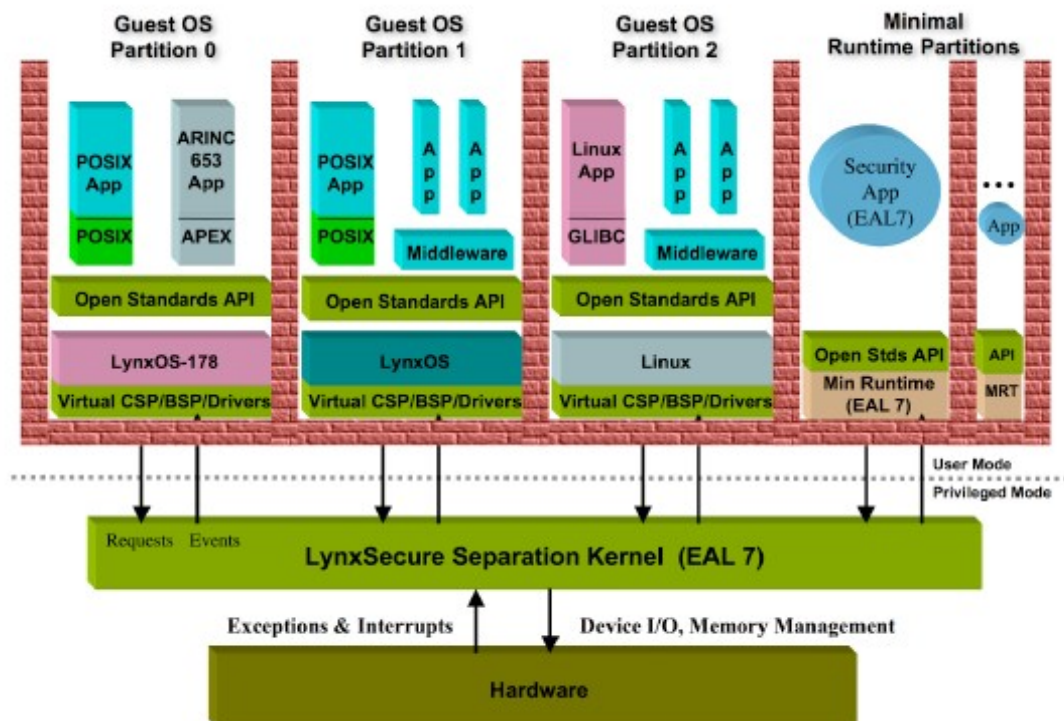 Guest OS
Partition 0
Guest OS
Partition 1
Guest OS
Partition 2
Minimal
Runtime Partitions
POSIX
App
POSIX
ARINC
653
App
APEX
Open Standards API
LynxOS-178
Virtual CSP/BSP/Drivers
POSIX
App
POSIX
App
App
Middleware
Open Standards API
LynxOS
Virtual CSP/BSP/Drivers
Linux
App
GLIBC
App
App
Middleware
Open Standards API
Linux
Virtual CSP/BSP/Drivers
Security
App
(EAL7)
Open Stds API
Min Runtime
(EAL 7)
...
App
API
MRT
User Mode
Privileged Mode
Requests Events
LynxSecure Separation Kernel (EAL 7)
Exceptions & Interrupts
Device I/O, Memory Management
Hardware